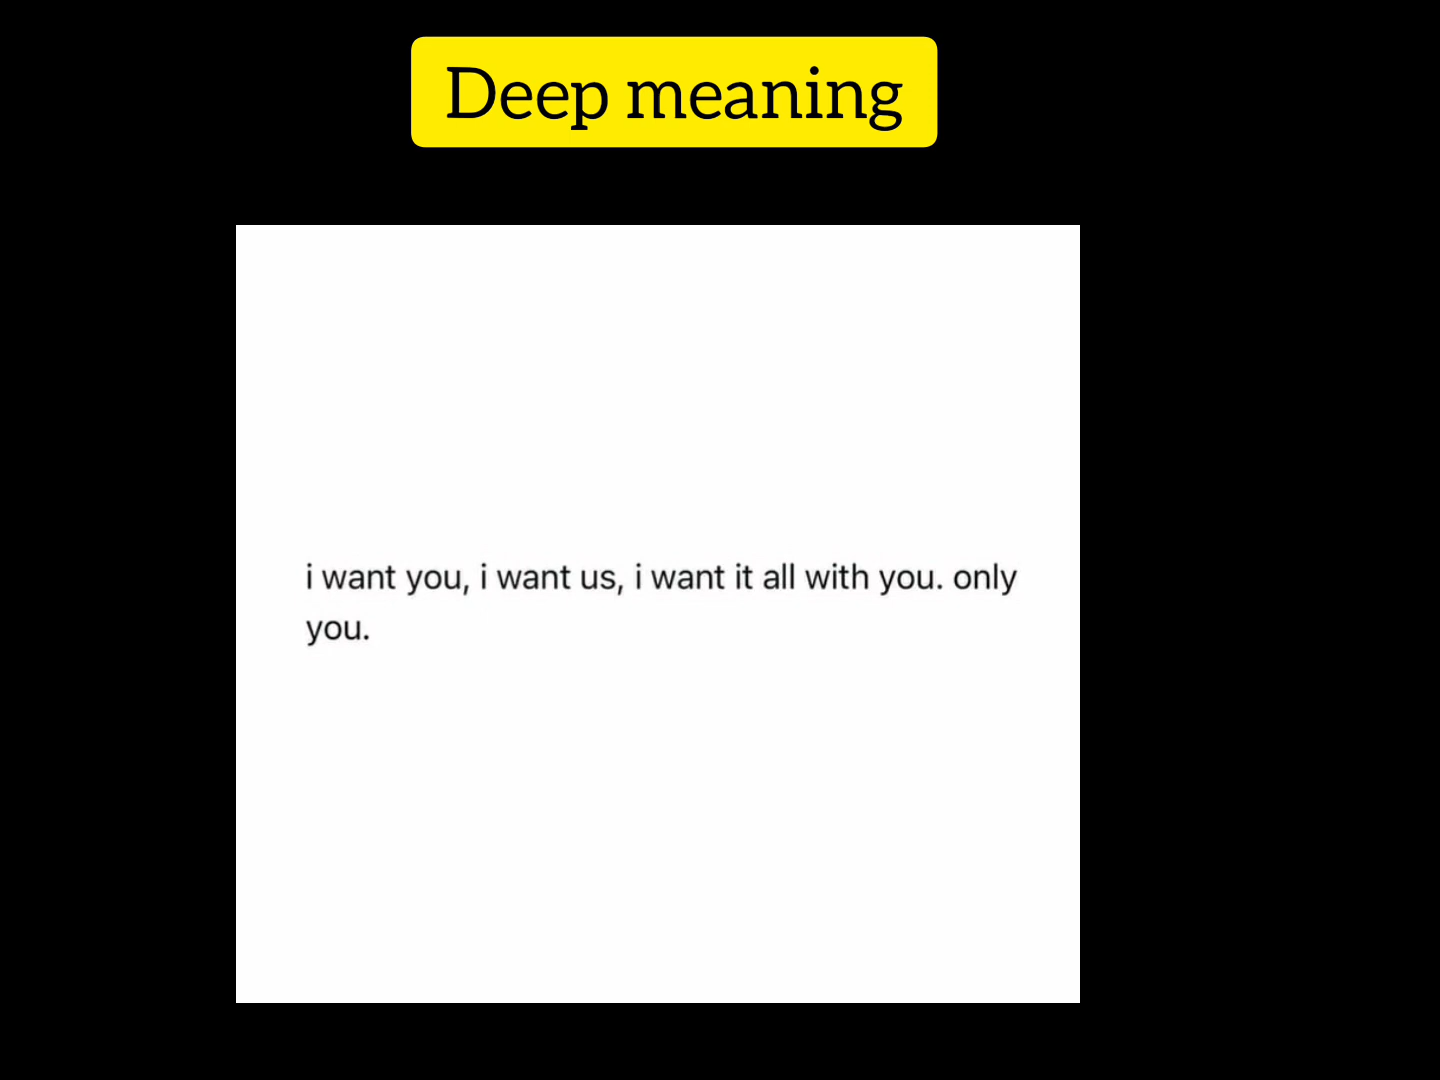 Deep meaning
i want you, i want us, i want it all with you. only
you.